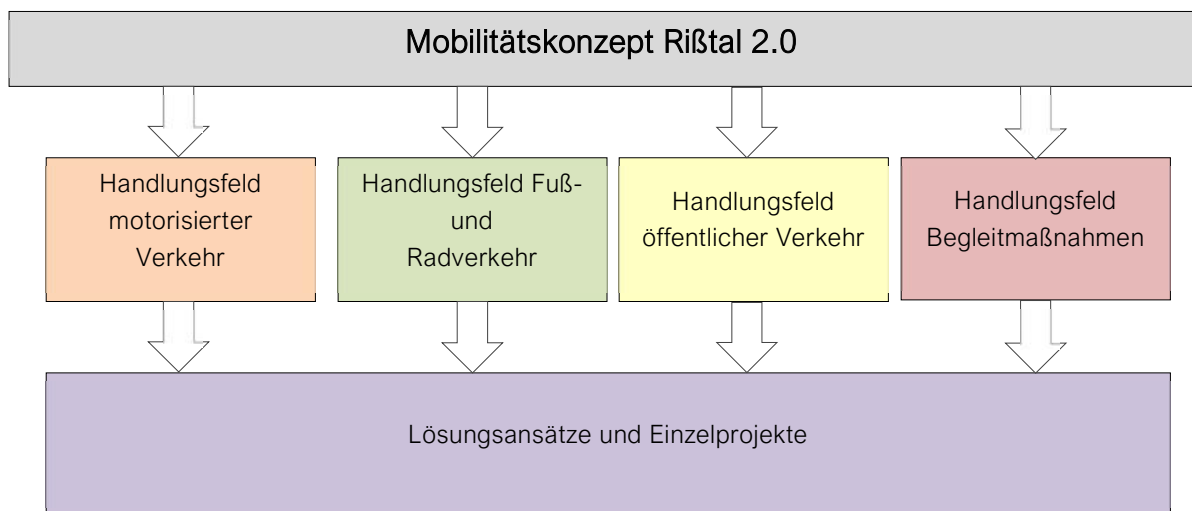 Mobilitätskonzept Rißtal 2.0
Handlungsfeld
motorisierter
Verkehr
Handlungsfeld Fuß-
und
Radverkehr
Handlungsfeld
öffentlicher Verkehr
Handlungsfeld
Begleitmaßnahmen
Lösungsansätze und Einzelprojekte